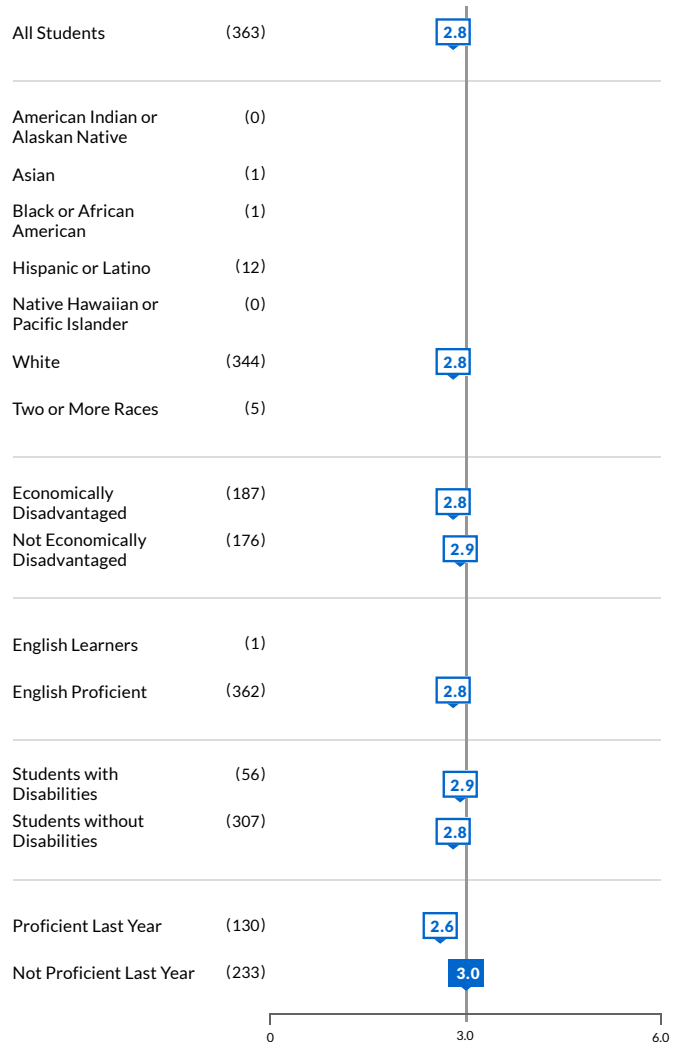 All Students (363) 2.8
American Indian or (0)
Alaskan Native
Asian (1)
Black or African (1)
American
Hispanic or Latino (12)
Native Hawaiian or (0)
Pacific Islander
White (344) 2.8
Two or More Races (5)
Economically (187) 2.8
Disadvantaged
Not Economically (176) 2.9
Disadvantaged
English Learners (1)
English Proficient (362) 2.8
Students with (56) 2.9
Disabilities
Students without (307) 2.8
Disabilities
Proficient Last Year (130) 2.6
Not Proficient Last Year (233) 3.0
0 3.0 6.0